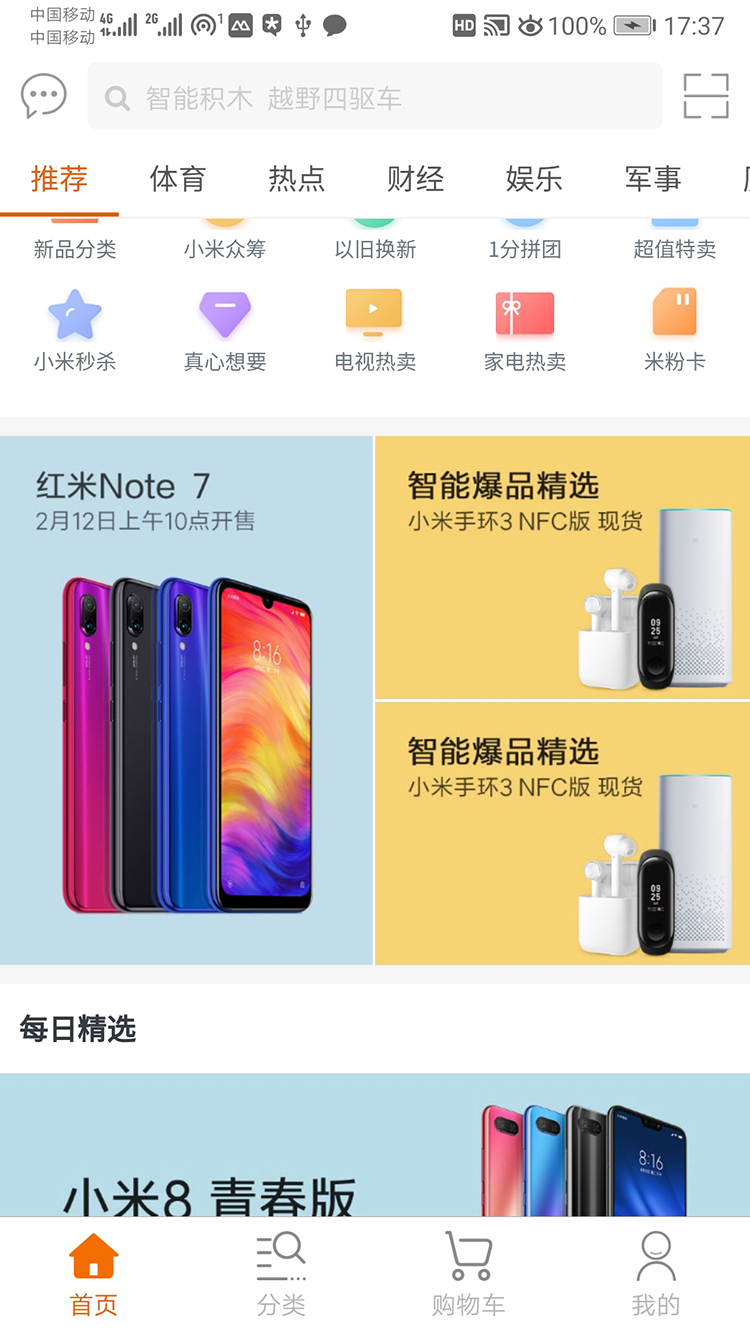 中国移动 4G 2G 1 HD 100% 17:37
中国移动
智能积木 越野四驱车
推荐 体育 热点 财经 娱乐 军事
新品分类 小米众筹 以旧换新 1分拼团 超值特卖
小米秒杀 真心想要 电视热卖 家电热卖 米粉卡
红米Note 7
2月12日上午10点开售
8:16
智能爆品精选
小米手环3 NFC版 现货
09
25
智能爆品精选
小米手环3 NFC版 现货
09
25
每日精选
小米8 青春版
8:16
首页 分类 购物车 我的